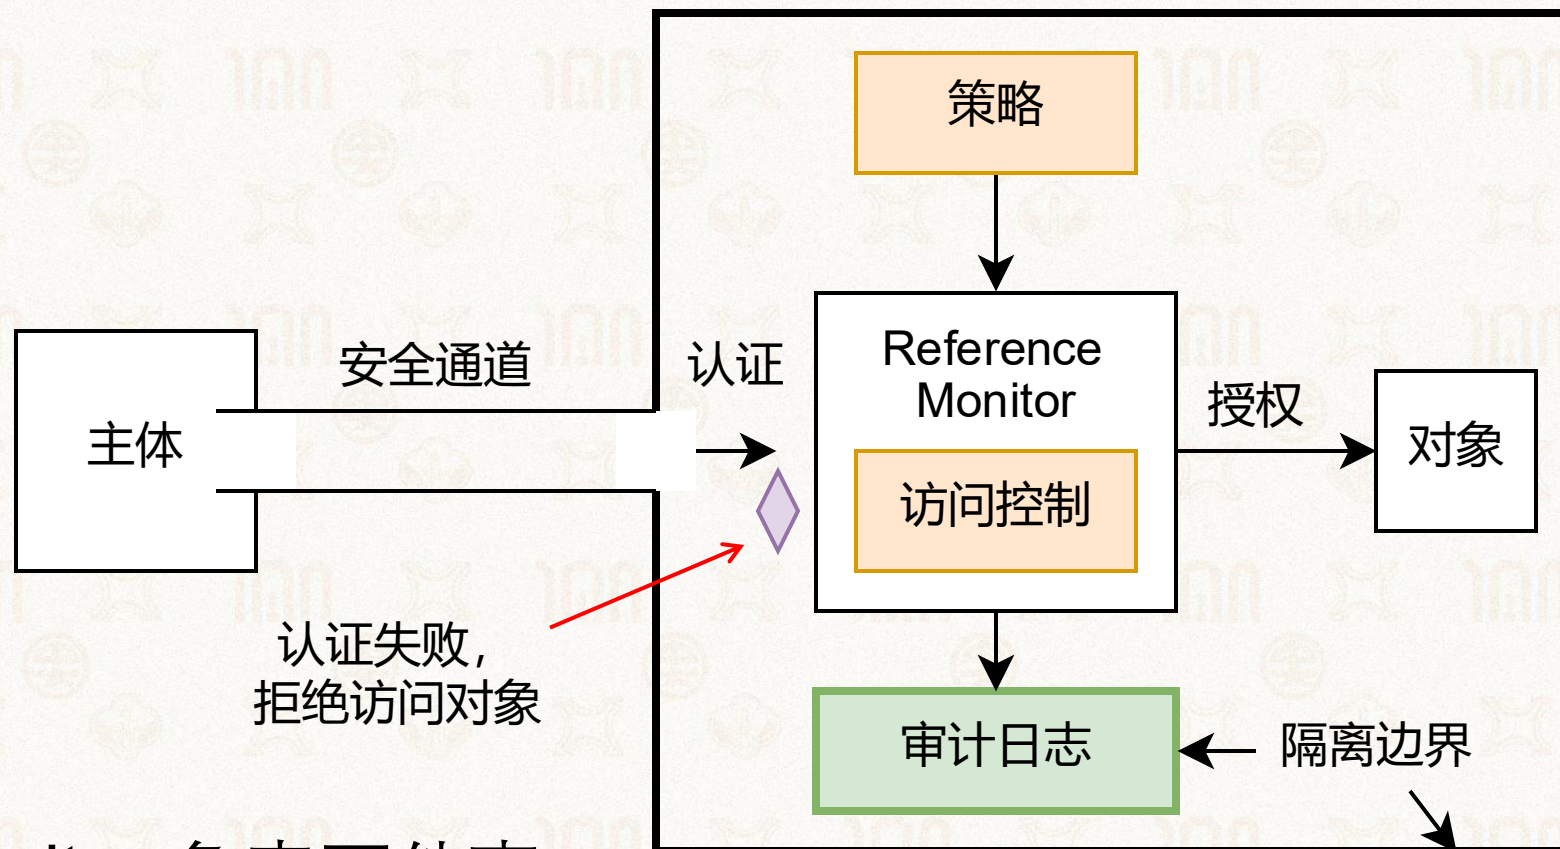 策略
Reference
Monitor
安全通道
认证
授权
主体
对象
访问控制
认证失败，
拒绝访问对象
审计日志
隔离边界